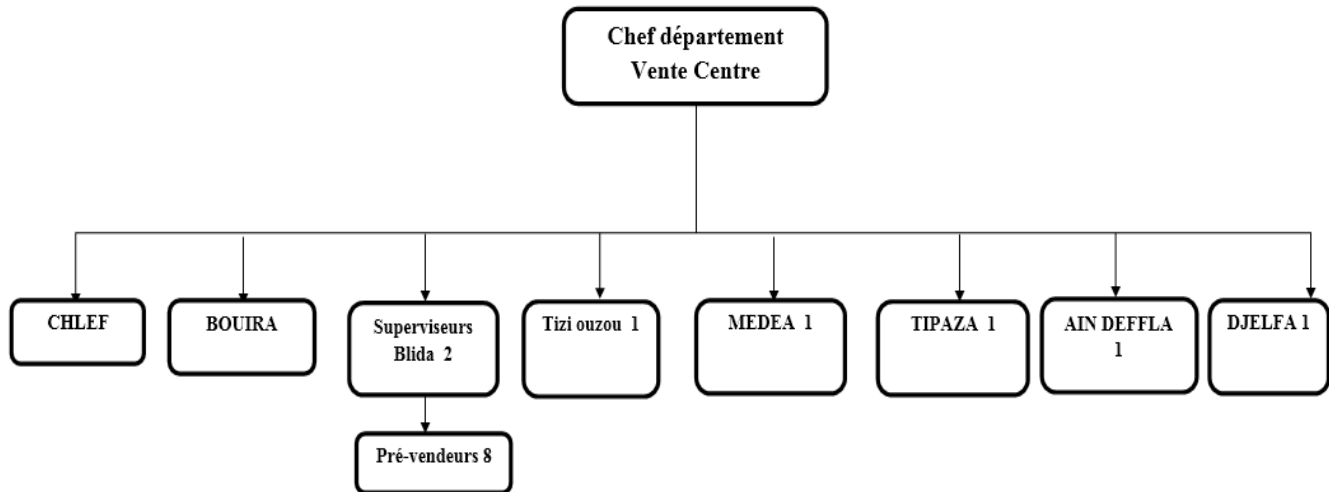 Chef département
Vente Centre
CHLEF
BOUIRA
Superviseurs
Blida 2
Tizi ouzou 1
MEDEA 1
TIPAZA 1
AIN DEFFLA
1
DJELFA 1
Pré-vendeurs 8